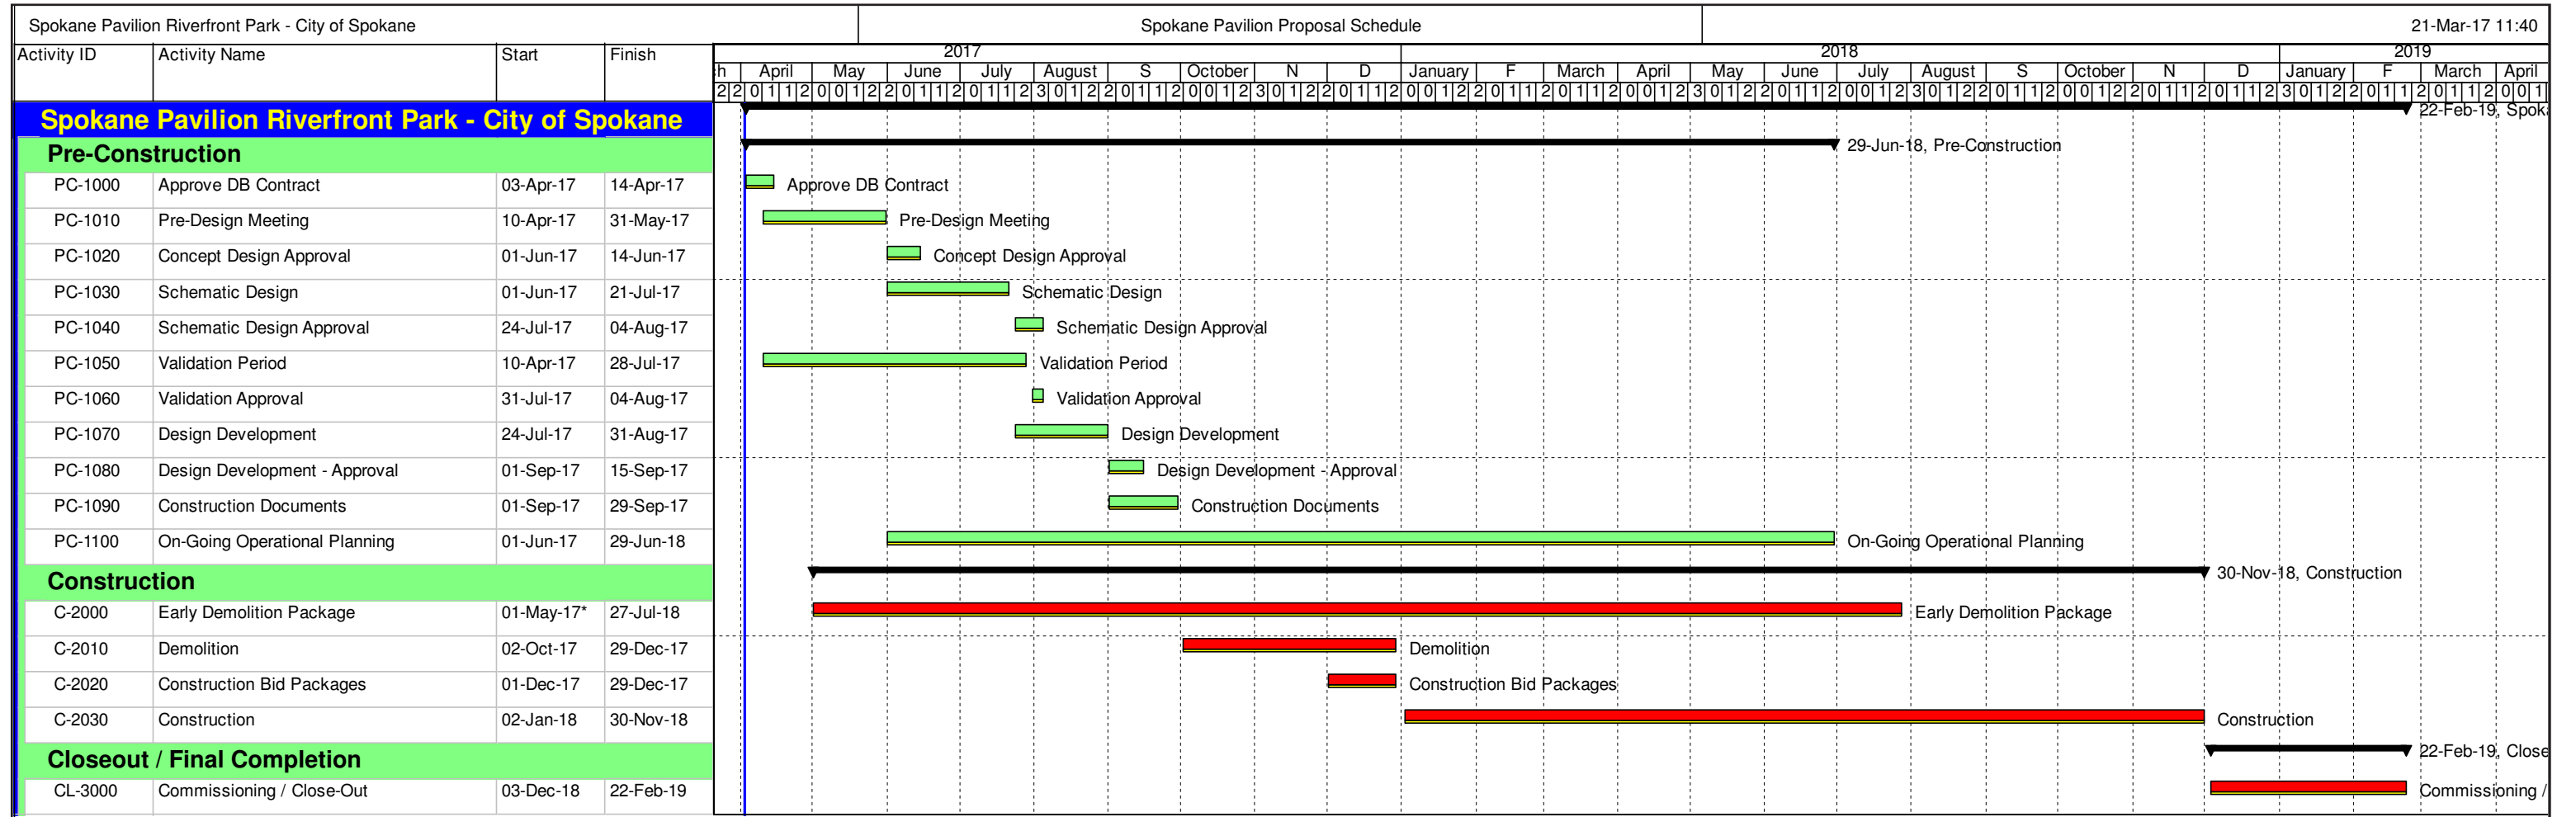 Spokane Pavilion Riverfront Park - City of Spokane Spokane Pavilion Proposal Schedule 21-Mar-17 11:40
Activity ID Activity Name Start Finish 2017 2018 2019
h April May June July August S October N D January F March April May June July August S October N D January F March April
Spokane Pavilion Riverfront Park - City of Spokane 22-Feb-19, Spok
Pre-Construction 29-Jun-18, Pre-Construction
PC-1000 Approve DB Contract 03-Apr-17 14-Apr-17 Approve DB Contract
PC-1010 Pre-Design Meeting 10-Apr-17 31-May-17 Pre-Design Meeting
PC-1020 Concept Design Approval 01-Jun-17 14-Jun-17 Concept Design Approval
PC-1030 Schematic Design 01-Jun-17 21-Jul-17 Schematic Design
PC-1040 Schematic Design Approval 24-Jul-17 04-Aug-17 Schematic Design Approval
PC-1050 Validation Period 10-Apr-17 28-Jul-17 Validation Period
PC-1060 Validation Approval 31-Jul-17 04-Aug-17 Validation Approval
PC-1070 Design Development 24-Jul-17 31-Aug-17 Design Development
PC-1080 Design Development - Approval 01-Sep-17 15-Sep-17 Design Development - Approval
PC-1090 Construction Documents 01-Sep-17 29-Sep-17 Construction Documents
PC-1100 On-Going Operational Planning 01-Jun-17 29-Jun-18 On-Going Operational Planning
Construction 30-Nov-18, Construction
C-2000 Early Demolition Package 01-May-17* 27-Jul-18 Early Demolition Package
C-2010 Demolition 02-Oct-17 29-Dec-17 Demolition
C-2020 Construction Bid Packages 01-Dec-17 29-Dec-17 Construction Bid Packages
C-2030 Construction 02-Jan-18 30-Nov-18 Construction
Closeout / Final Completion 22-Feb-19, Close
CL-3000 Commissioning / Close-Out 03-Dec-18 22-Feb-19 Commissioning /